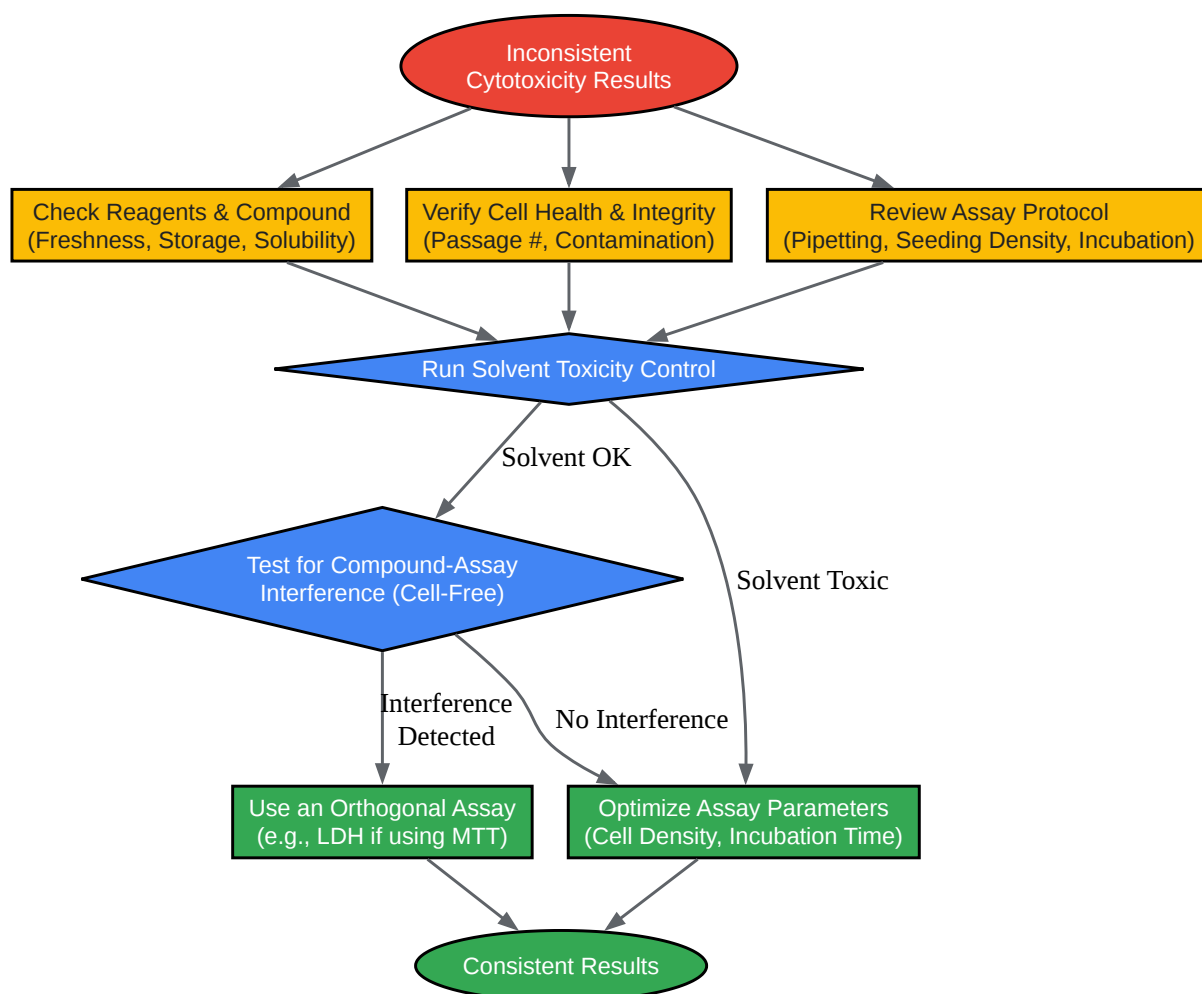 Inconsistent
Cytotoxicity Results
Check Reagents & Compound
(Freshness, Storage, Solubility)
Verify Cell Health & Integrity
(Passage #, Contamination)
Review Assay Protocol
(Pipetting, Seeding Density, Incubation)
Run Solvent Toxicity Control
Solvent OK
Test for Compound-Assay
Interference (Cell-Free)
Solvent Toxic
Interference
Detected
No Interference
Use an Orthogonal Assay
(e.g., LDH if using MTT)
Optimize Assay Parameters
(Cell Density, Incubation Time)
Consistent Results